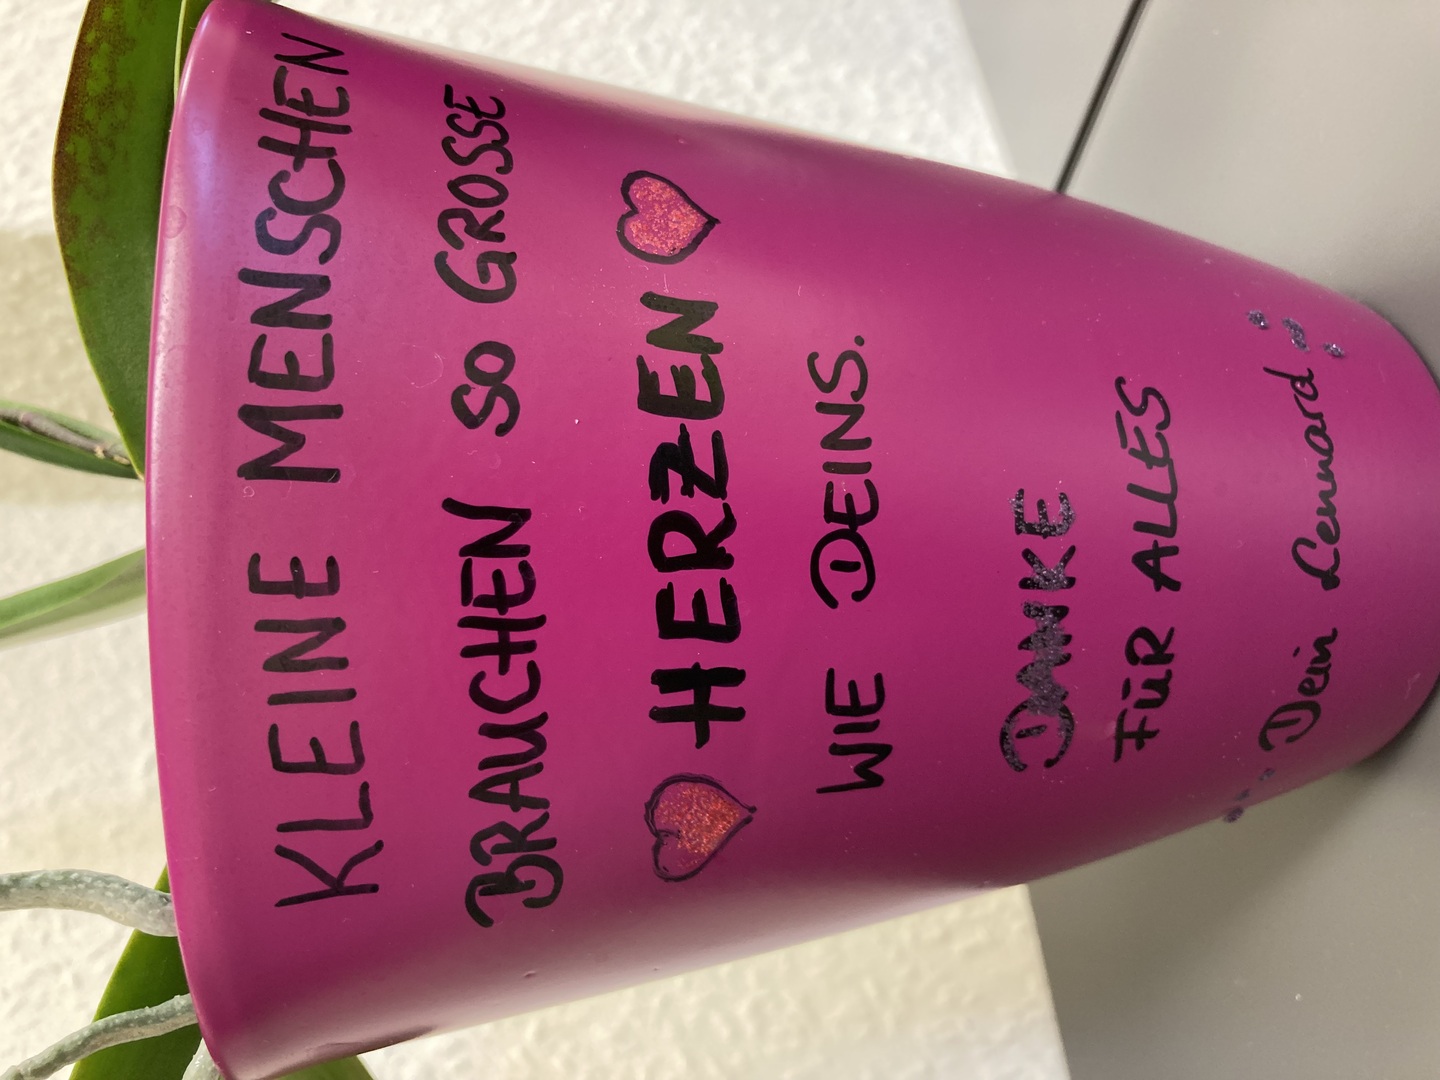 KLEINE MENSCHEN
BRAUCHEN SO GROSSE
HERZEN
WIE DEINS.
DANKE
FÜR ALLES
Dein Lennard